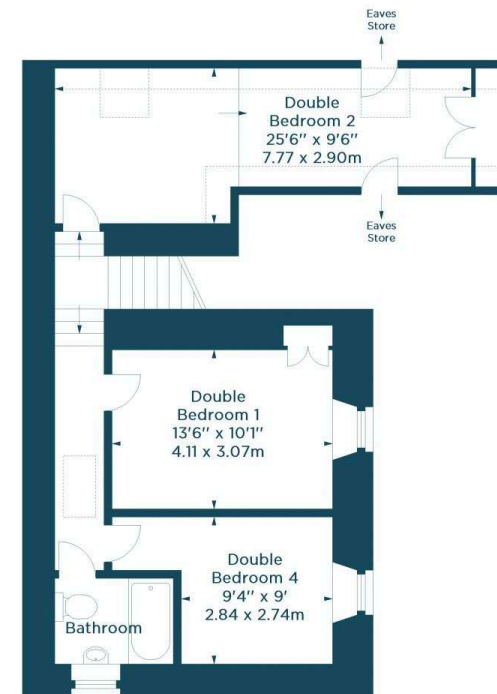 Eaves
Store
Double
Bedroom 2
25'6" x 9'6"
7.77 x 2.90m
Eaves
Store
Double
Bedroom 1
13'6" x 10'1"
4.11 x 3.07m
Double
Bedroom 4
9'4" x 9'
2.84 x 2.74m
Bathroom